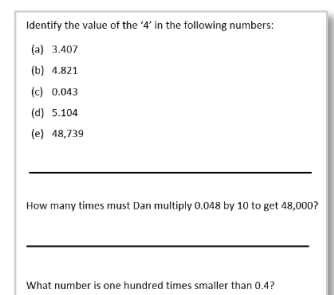 Identify the value of the ‘4’ in the following numbers:
(a) 3.407
(b) 4.821
(c) 0.043
(d) 5.104
(e) 48,739
How many times must Dan multiply 0.048 by 10 to get 48,000?
What number is one hundred times smaller than 0.4?